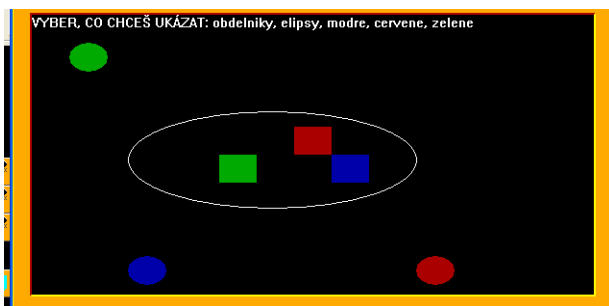 VYBER, CO CHCEŠ UKÁZAT: obdelniky, elipsy, modre, cervene, zelene